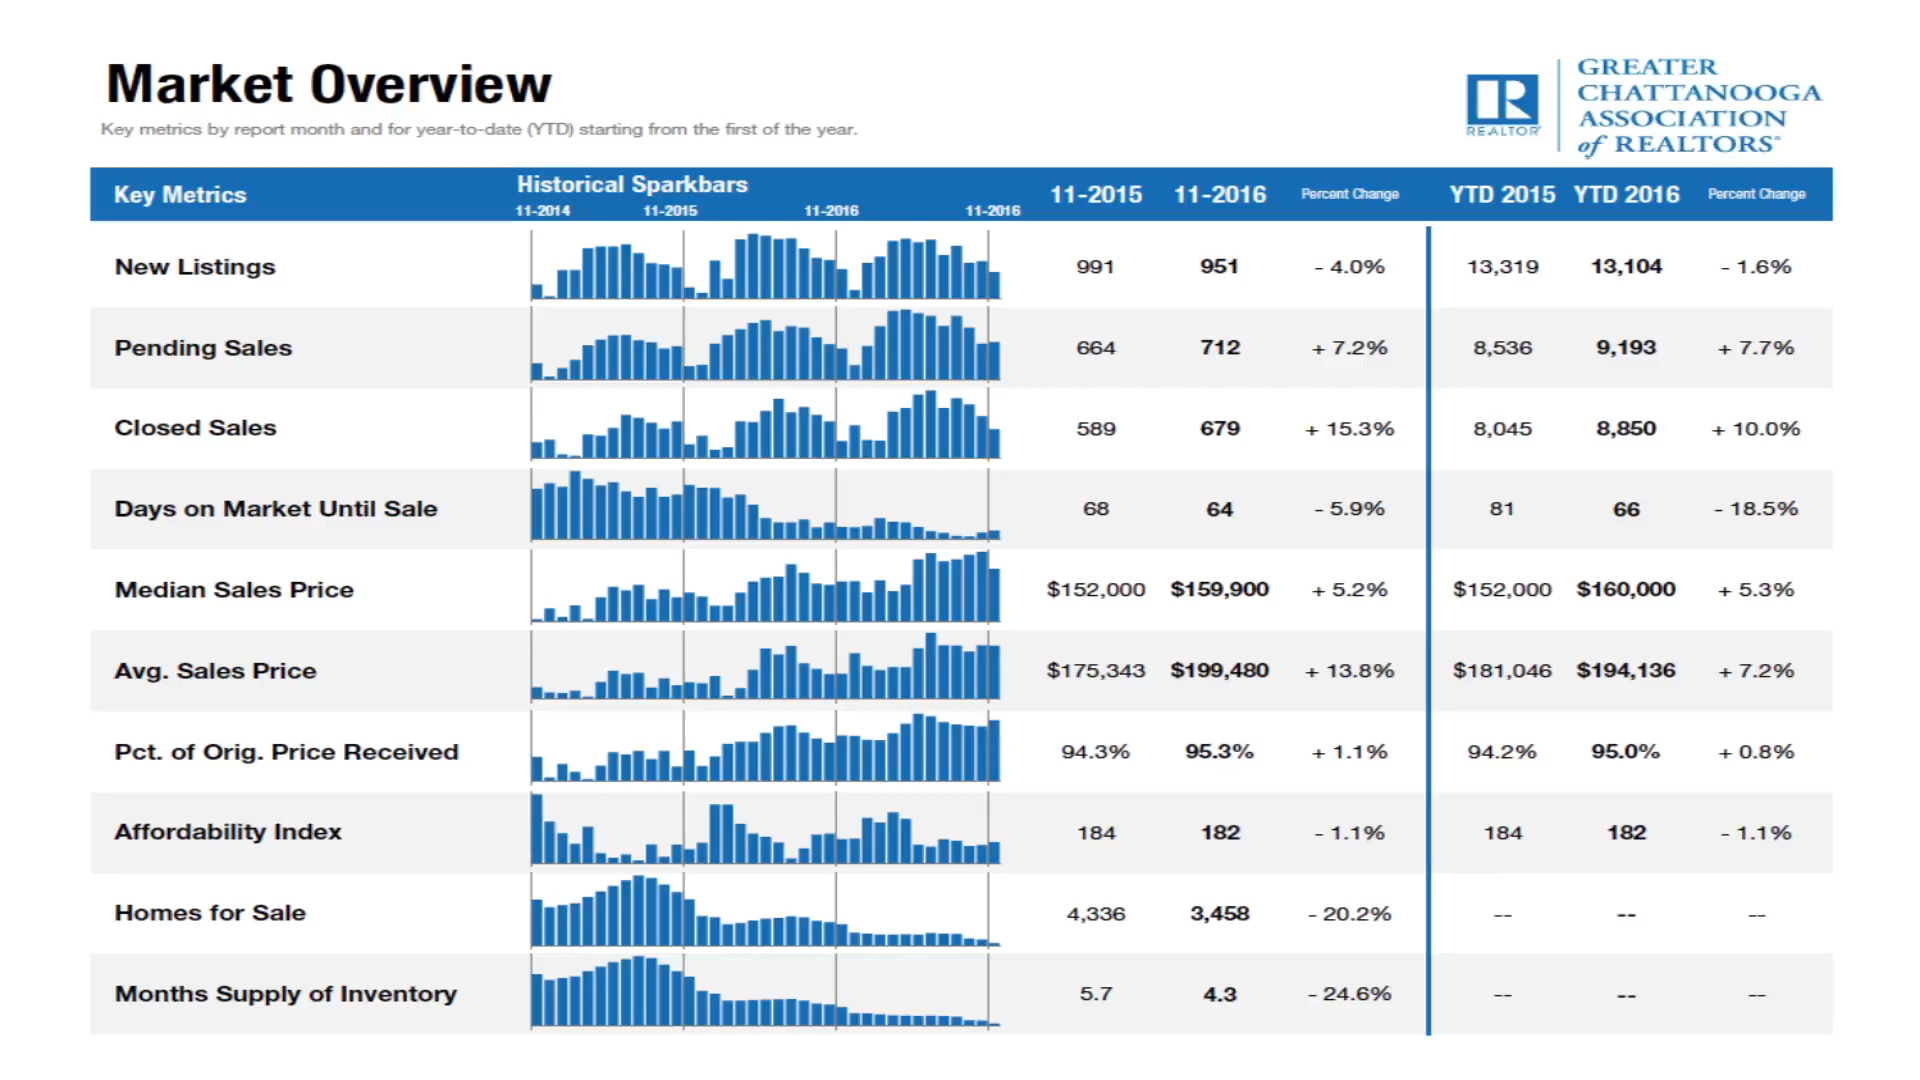 Market Overview
Key metrics by report month and for year-to-date (YTD) starting from the first of the year.
REALTOR®
GREATER
CHATTANOOGA
ASSOCIATION
of REALTORS®
Key Metrics Historical Sparkbars 11-2015 11-2016 Percent Change YTD 2015 YTD 2016 Percent Change
11-2014 11-2015 11-2016 11-2016
New Listings 991 951 - 4.0% 13,319 13,104 - 1.6%
Pending Sales 664 712 + 7.2% 8,536 9,193 + 7.7%
Closed Sales 589 679 + 15.3% 8,045 8,850 + 10.0%
Days on Market Until Sale 68 64 - 5.9% 81 66 - 18.5%
Median Sales Price $152,000 $159,900 + 5.2% $152,000 $160,000 + 5.3%
Avg. Sales Price $175,343 $199,480 + 13.8% $181,046 $194,136 + 7.2%
Pct. of Orig. Price Received 94.3% 95.3% + 1.1% 94.2% 95.0% + 0.8%
Affordability Index 184 182 - 1.1% 184 182 - 1.1%
Homes for Sale 4,336 3,458 - 20.2% -- -- --
Months Supply of Inventory 5.7 4.3 - 24.6% -- -- --